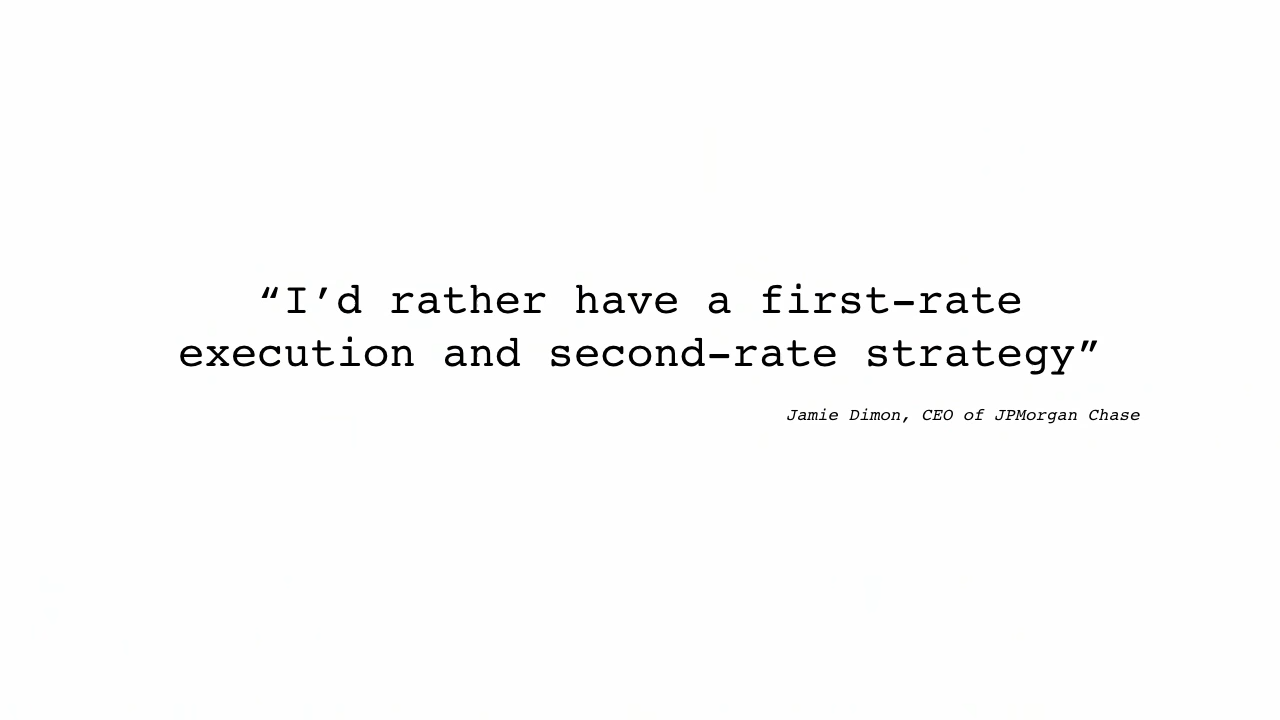 “I’d rather have a first-rate
execution and second-rate strategy”
Jamie Dimon, CEO of JPMorgan Chase